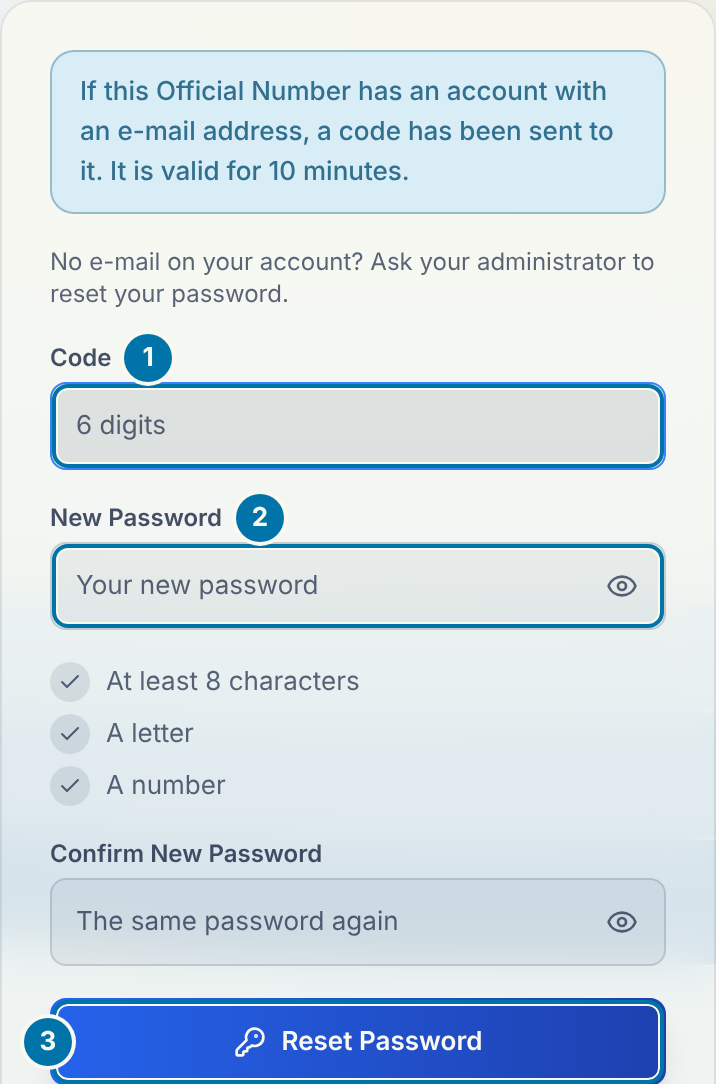 If this Official Number has an account with
an e-mail address, a code has been sent to
it. It is valid for 10 minutes.
No e-mail on your account? Ask your administrator to
reset your password.
Code 1
6 digits
New Password 2
Your new password
At least 8 characters
A letter
A number
Confirm New Password
The same password again
3 Reset Password